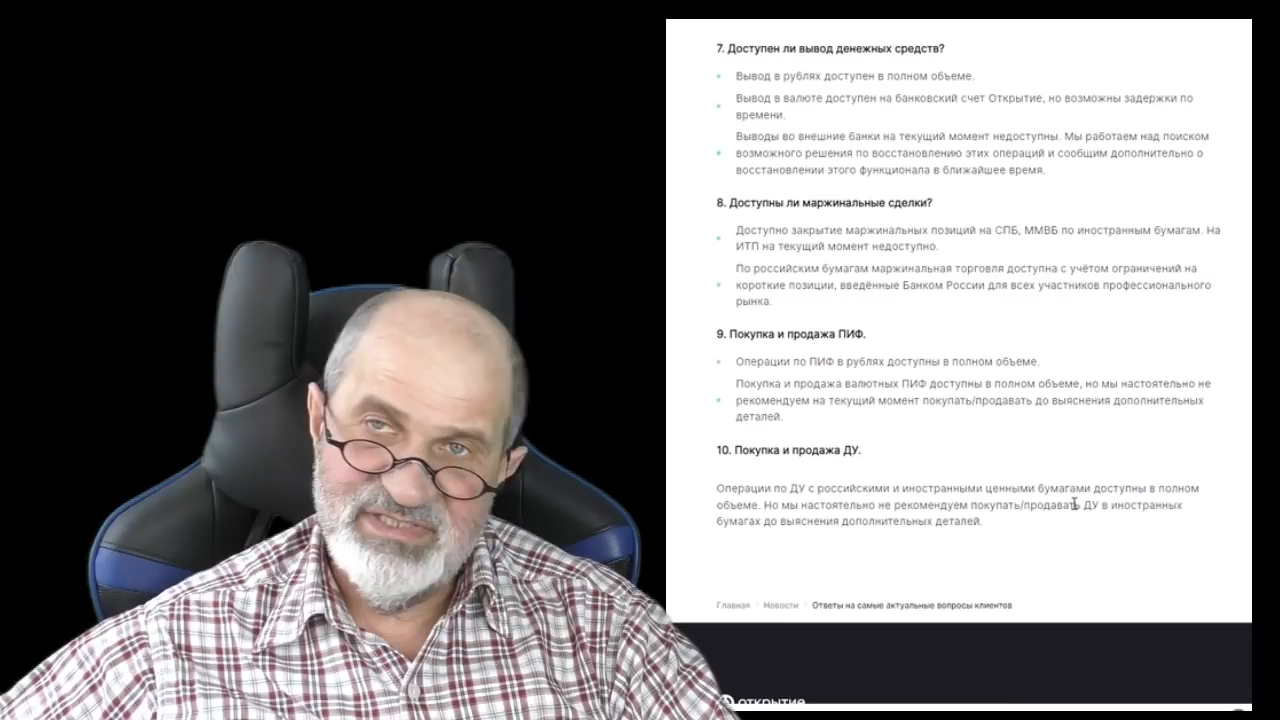 7. Доступен ли вывод денежных средств?
Вывод в рублях доступен в полном объеме.
Вывод в валюте доступен на банковский счет Открытие, но возможны задержки по
времени.
Выводы во внешние банки на текущий момент недоступны. Мы работаем над поиском
возможного решения по восстановлению этих операций и сообщим дополнительно о
восстановлении этого функционала в ближайшее время.
8. Доступны ли маржинальные сделки?
Доступно закрытие маржинальных позиций на СПБ, ММВБ по иностранным бумагам. На
ИТП на текущий момент недоступно.
По российским бумагам маржинальная торговля доступна с учётом ограничений на
короткие позиции, введённые Банком России для всех участников профессионального
рынка.
9. Покупка и продажа ПИФ.
Операции по ПИФ в рублях доступны в полном объеме.
Покупка и продажа валютных ПИФ доступны в полном объеме, но мы настоятельно не
рекомендуем на текущий момент покупать/продавать до выяснения дополнительных
деталей.
10. Покупка и продажа ДУ.
Операции по ДУ с российскими и иностранными ценными бумагами доступны в полном
объеме. Но мы настоятельно не рекомендуем покупать/продавать ДУ в иностранных
бумагах до выяснения дополнительных деталей.
Главная / Новости / Ответы на самые актуальные вопросы клиентов
открытие